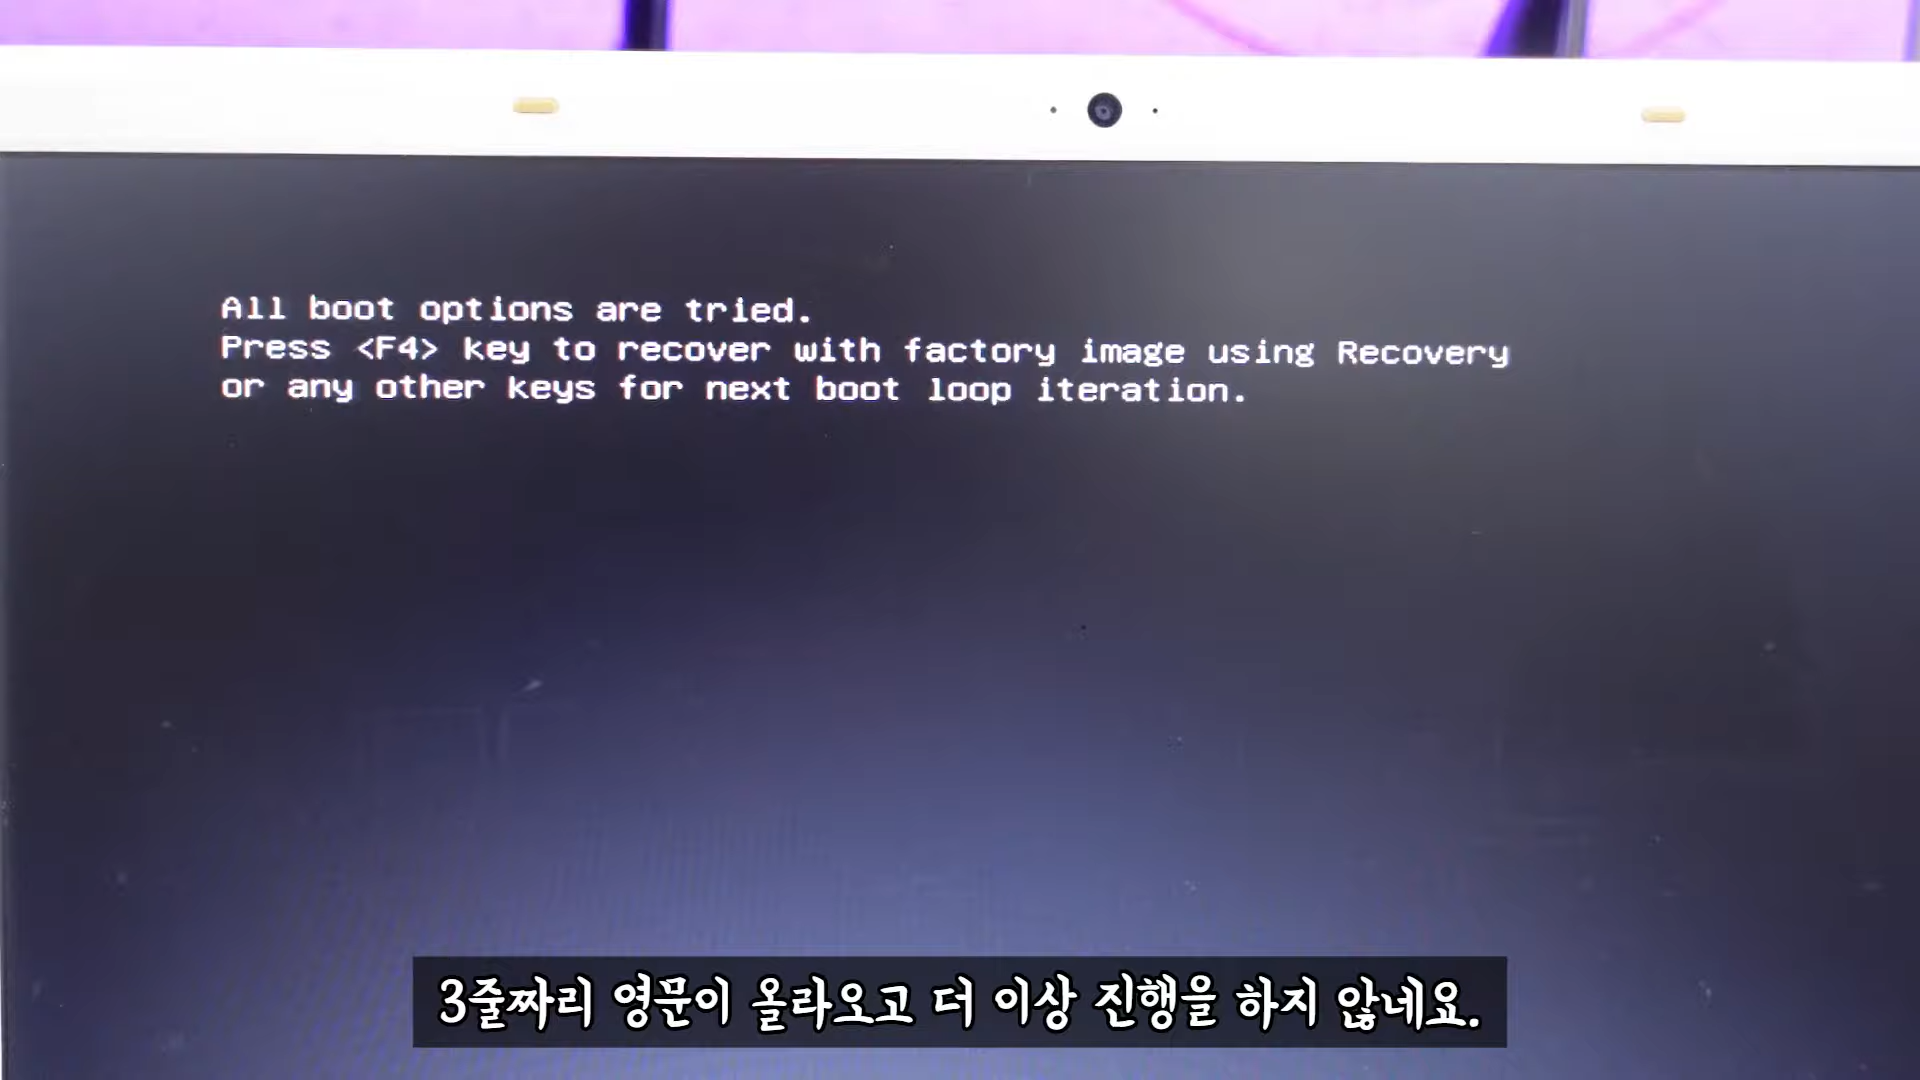 All boot options are tried.
Press <F4> key to recover with factory image using Recovery
or any other keys for next boot loop iteration.
3줄짜리 영문이 올라오고 더 이상 진행을 하지 않네요.